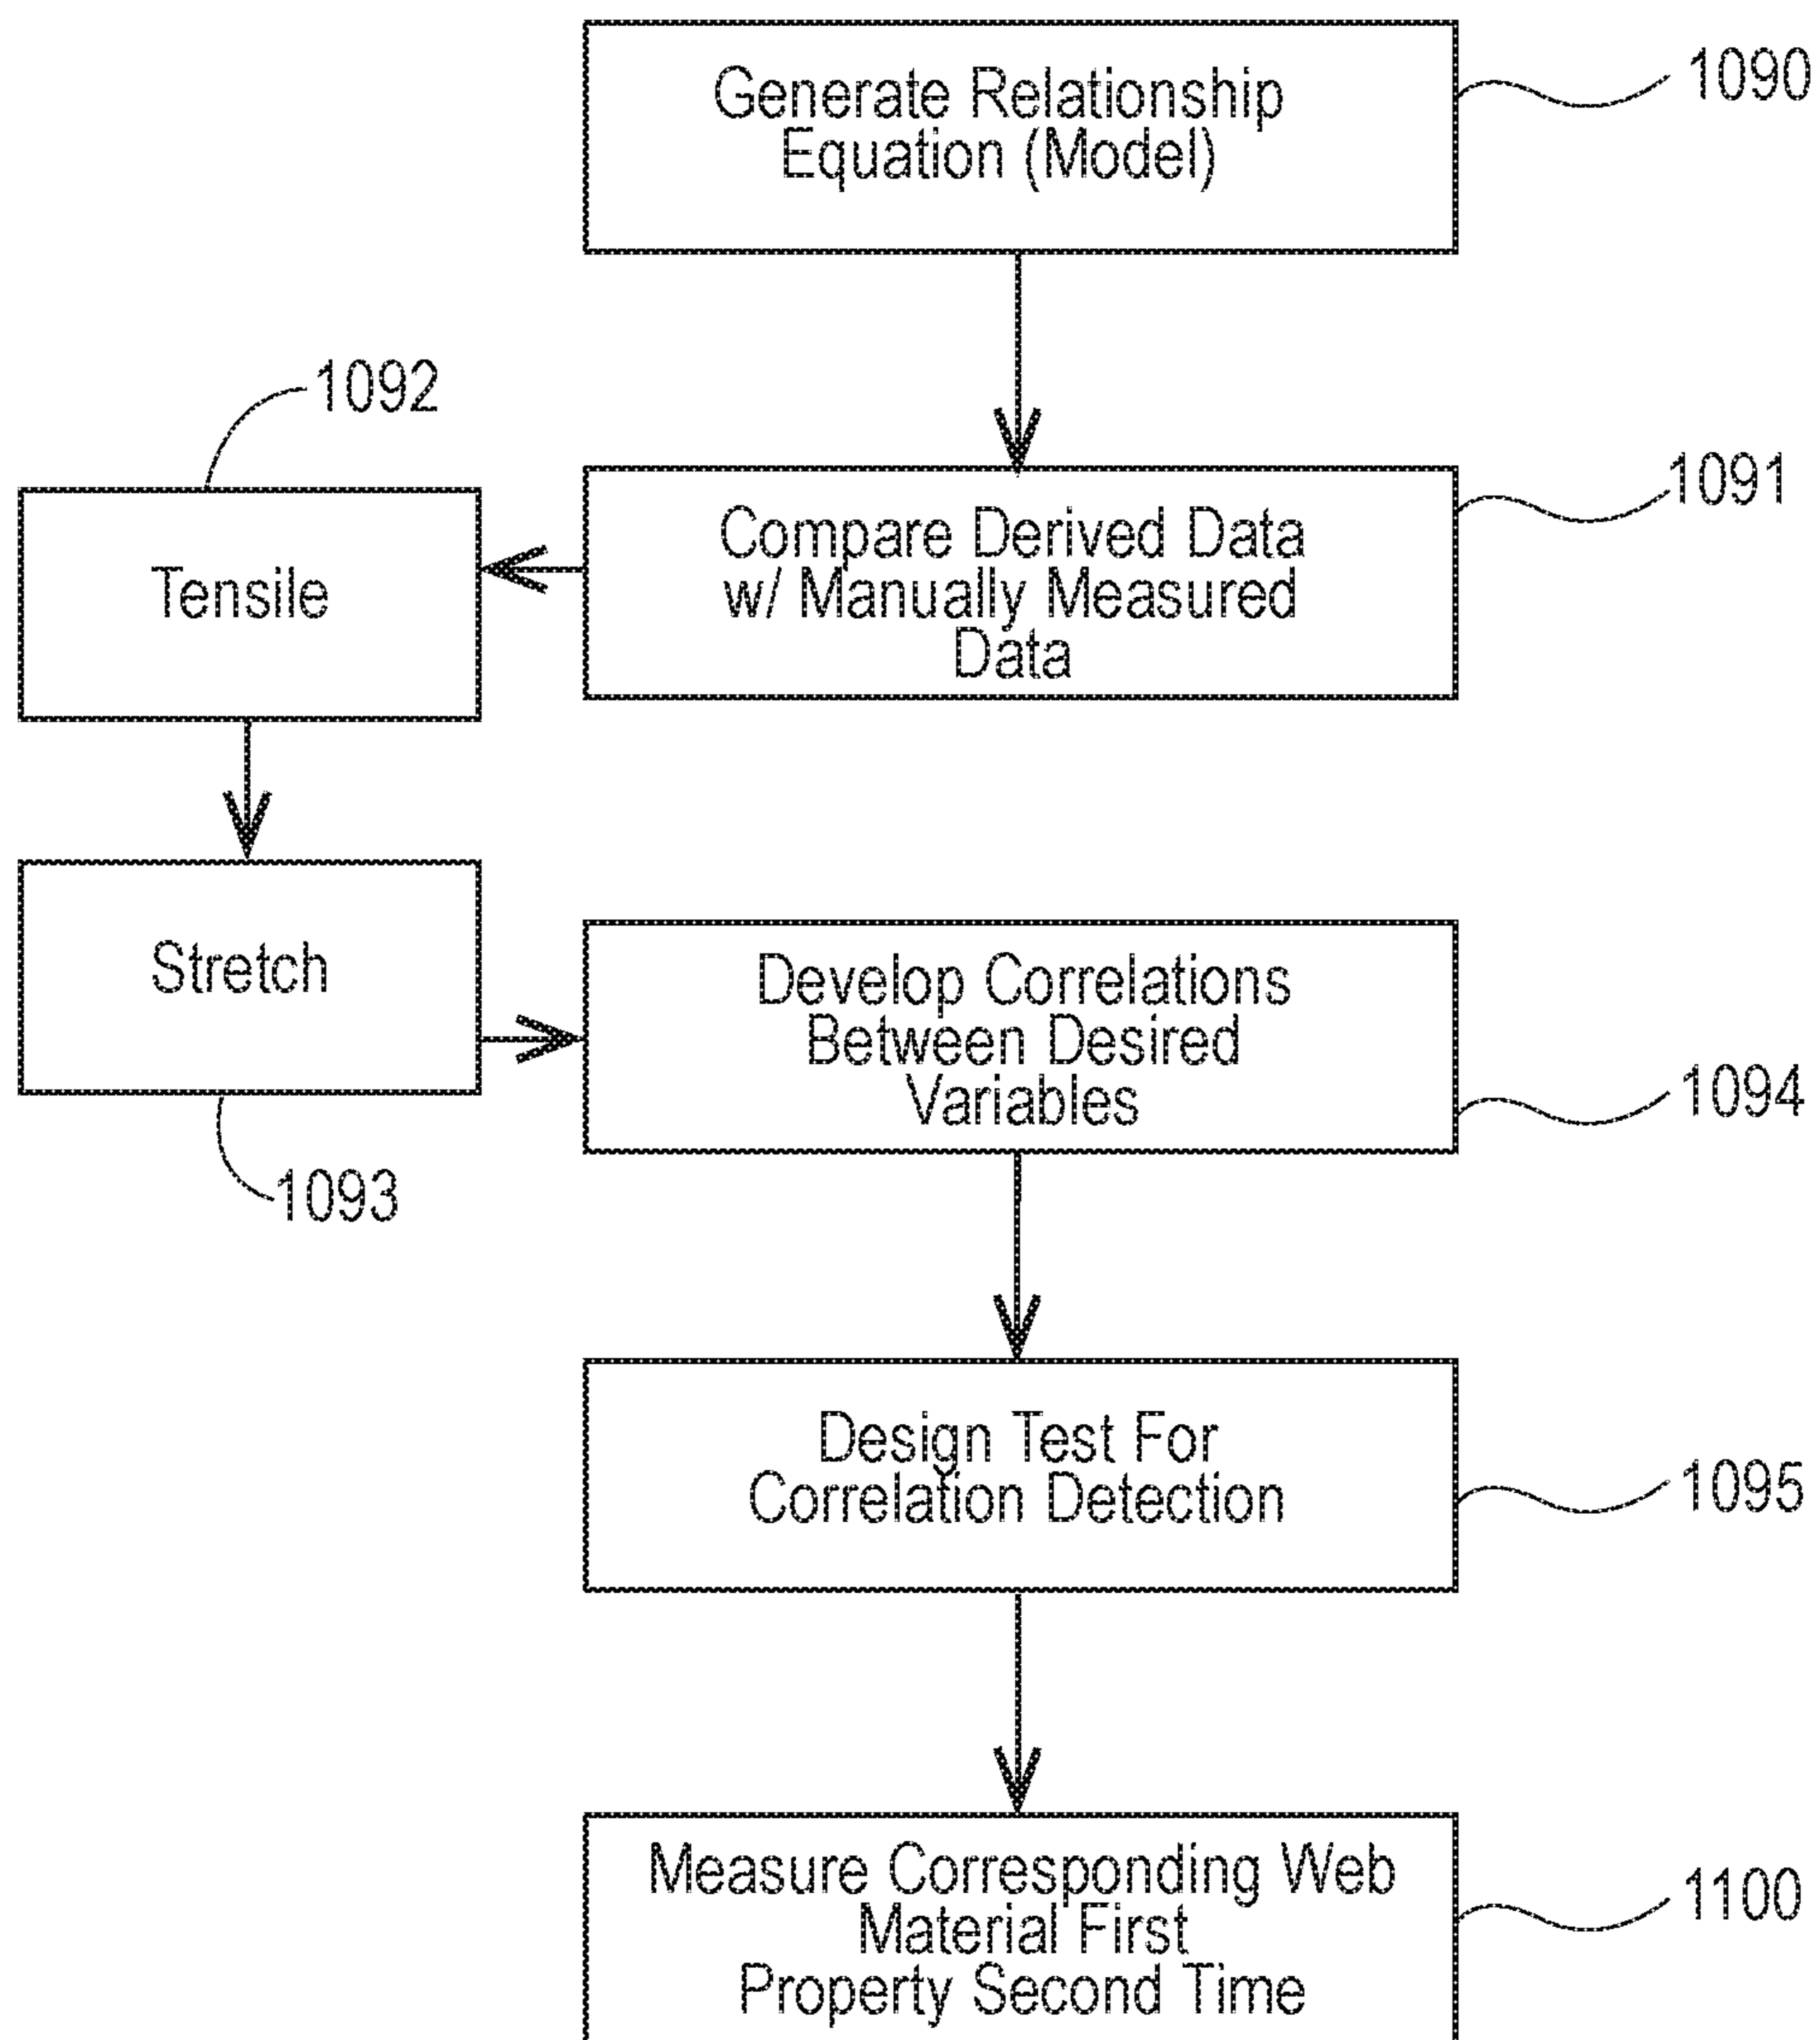 Generate Relationship
Equation (Model)
1090
1092
1091
Compare Derived Data
w/ Manually Measured
Data
Tensile
Stretch
Develop Correlations
Between Desired
Variables
1094
1093
Design Test For
Correlation Detection
1095
Measure Corresponding Web
Material First
Property Second Time
1100